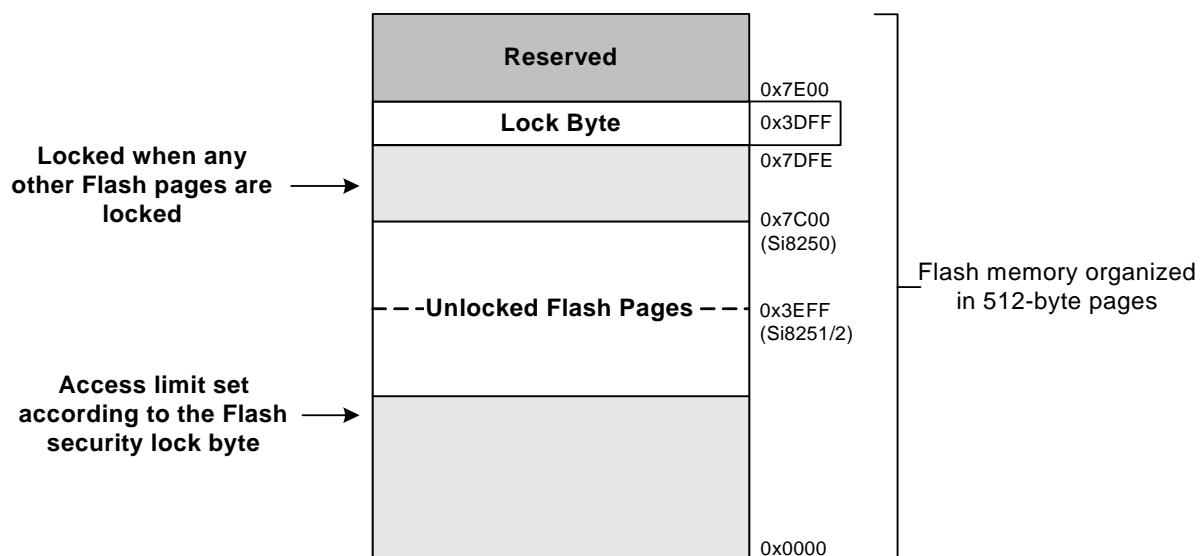 Reserved
0x7E00
Lock Byte
0x3DFF
0x7DFE
Locked when any
other Flash pages are
locked
0x7C00
(Si8250)
Flash memory organized
in 512-byte pages
Unlocked Flash Pages
0x3EFF
(Si8251/2)
Access limit set
according to the Flash
security lock byte
0x0000